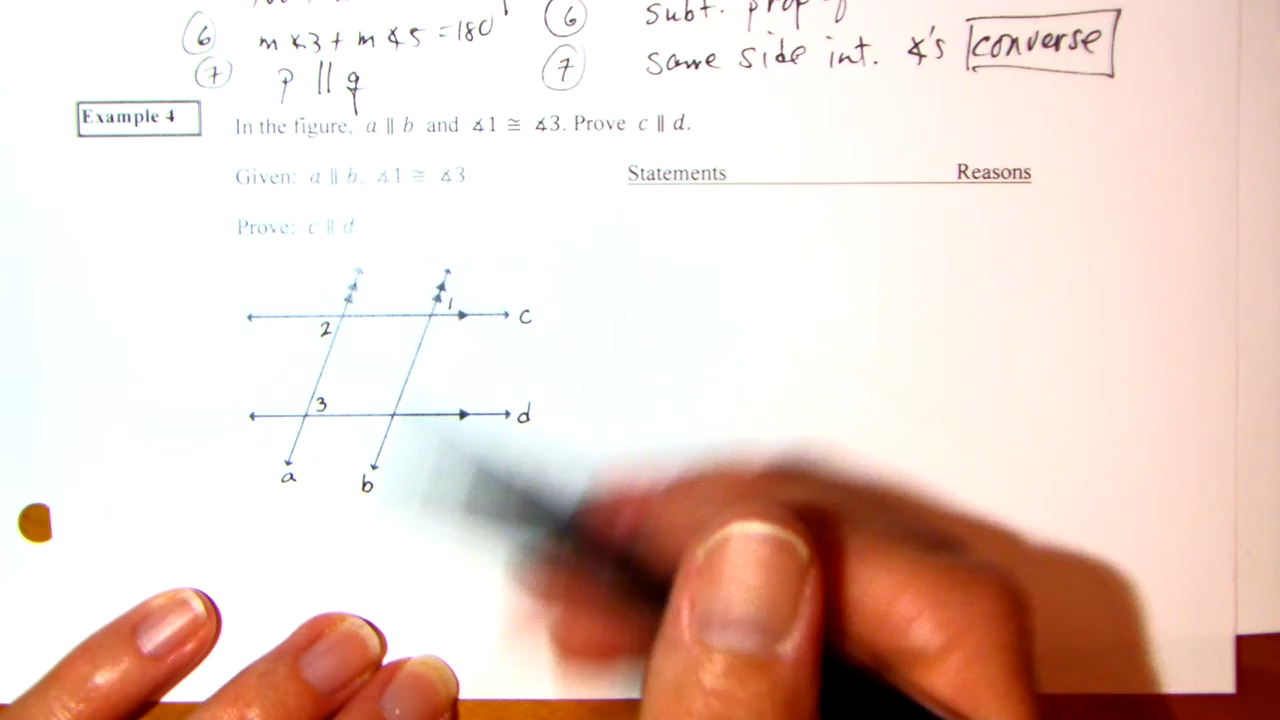 ⑥ m∡3 + m∡5 = 180 ⑥ subt. prop of
⑦ p || q ⑦ same side int. ∡'s converse
Example 4 In the figure, a || b and ∡1 ≅ ∡3. Prove c || d.
Given: a || b, ∡1 ≅ ∡3 Statements Reasons
Prove: c || d
1
2 c
3 d
a b